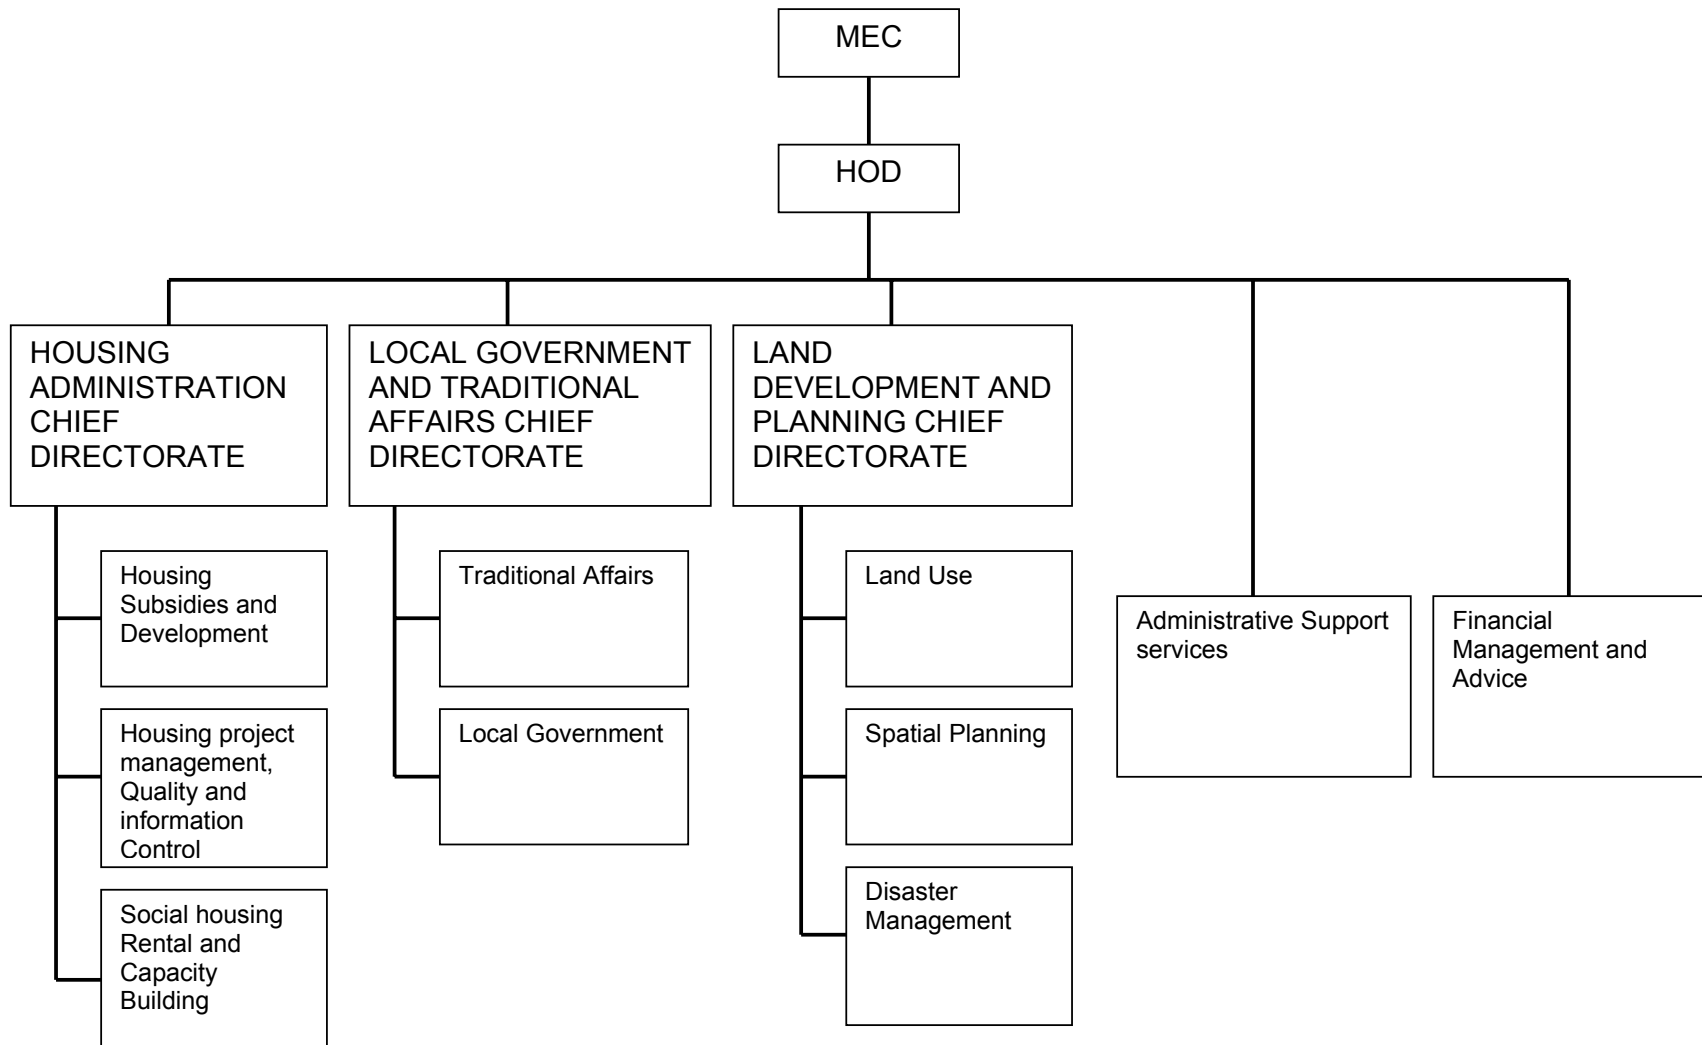 MEC
HOD
HOUSING
ADMINISTRATION
CHIEF
DIRECTORATE
LOCAL GOVERNMENT
AND TRADITIONAL
AFFAIRS CHIEF
DIRECTORATE
LAND
DEVELOPMENT AND
PLANNING CHIEF
DIRECTORATE
Housing
Subsidies and
Development
Housing project
management,
Quality and
information
Control
Social housing
Rental and
Capacity
Building
Traditional Affairs
Local Government
Land Use
Spatial Planning
Disaster
Management
Administrative Support
services
Financial
Management and
Advice